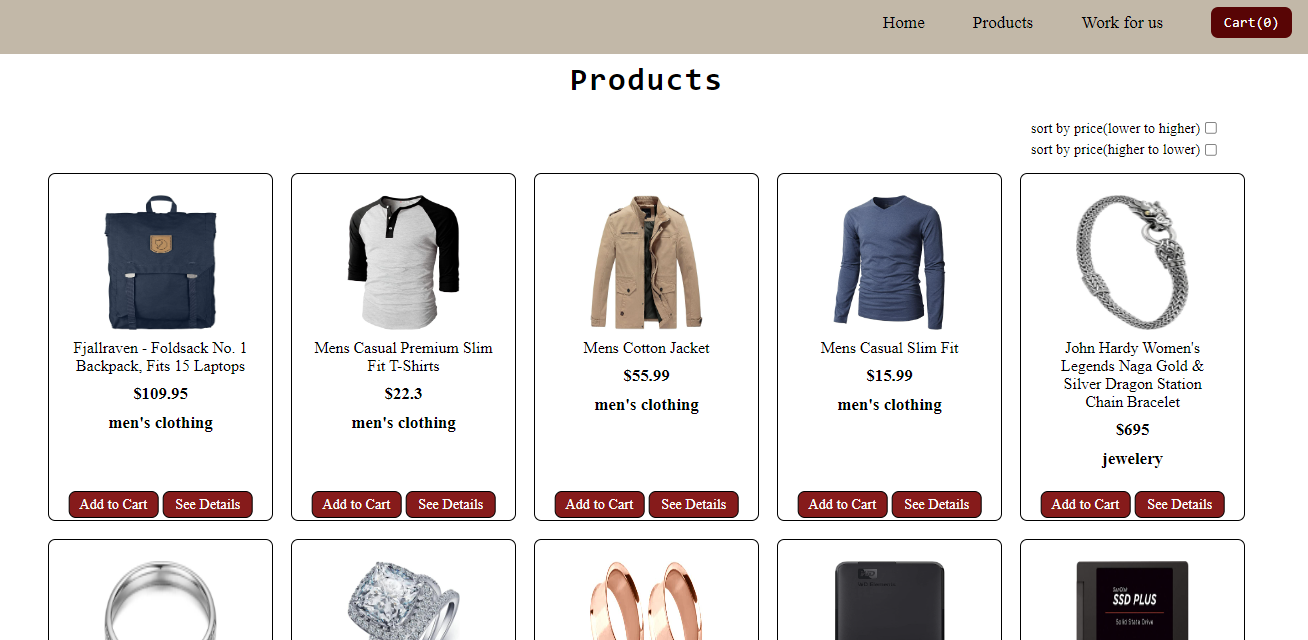 Home Products Work for us Cart(0)
Products
sort by price(lower to higher)
sort by price(higher to lower)
Fjallraven - Foldsack No. 1
Backpack, Fits 15 Laptops
$109.95
men's clothing
Add to Cart See Details
Mens Casual Premium Slim
Fit T-Shirts
$22.3
men's clothing
Add to Cart See Details
Mens Cotton Jacket
$55.99
men's clothing
Add to Cart See Details
Mens Casual Slim Fit
$15.99
men's clothing
Add to Cart See Details
John Hardy Women's
Legends Naga Gold &
Silver Dragon Station
Chain Bracelet
$695
jewelery
Add to Cart See Details
SanDisk
SSD PLUS
Solid State Drive